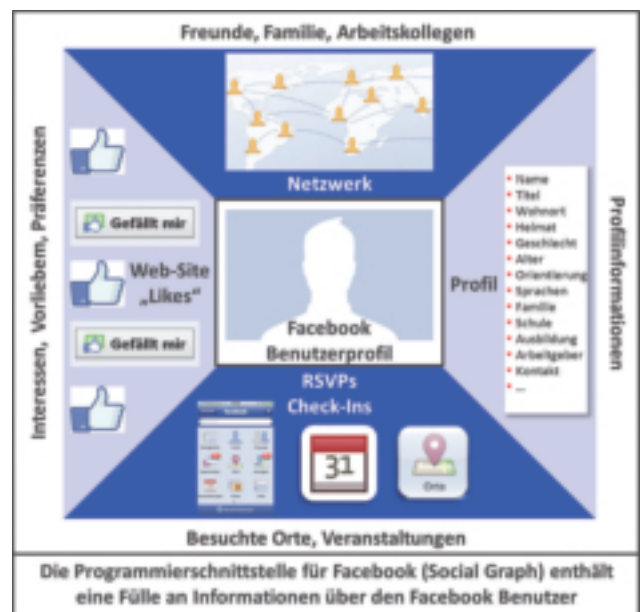 Freunde, Familie, Arbeitskollegen
Interessen, Vorliebem, Präferenzen
Netzwerk
Gefällt mir
Web-Site
„Likes“
Gefällt mir
Facebook
Benutzerprofil
Profil
Name
Titel
Wohnort
Heimat
Geschlecht
Alter
Orientierung
Sprachen
Familie
Schule
Ausbildung
Arbeitgeber
Kontakt
...
Profilinformationen
RSVPs
Check-Ins
31
Orte
Besuchte Orte, Veranstaltungen
Die Programmierschnittstelle für Facebook (Social Graph) enthält
eine Fülle an Informationen über den Facebook Benutzer